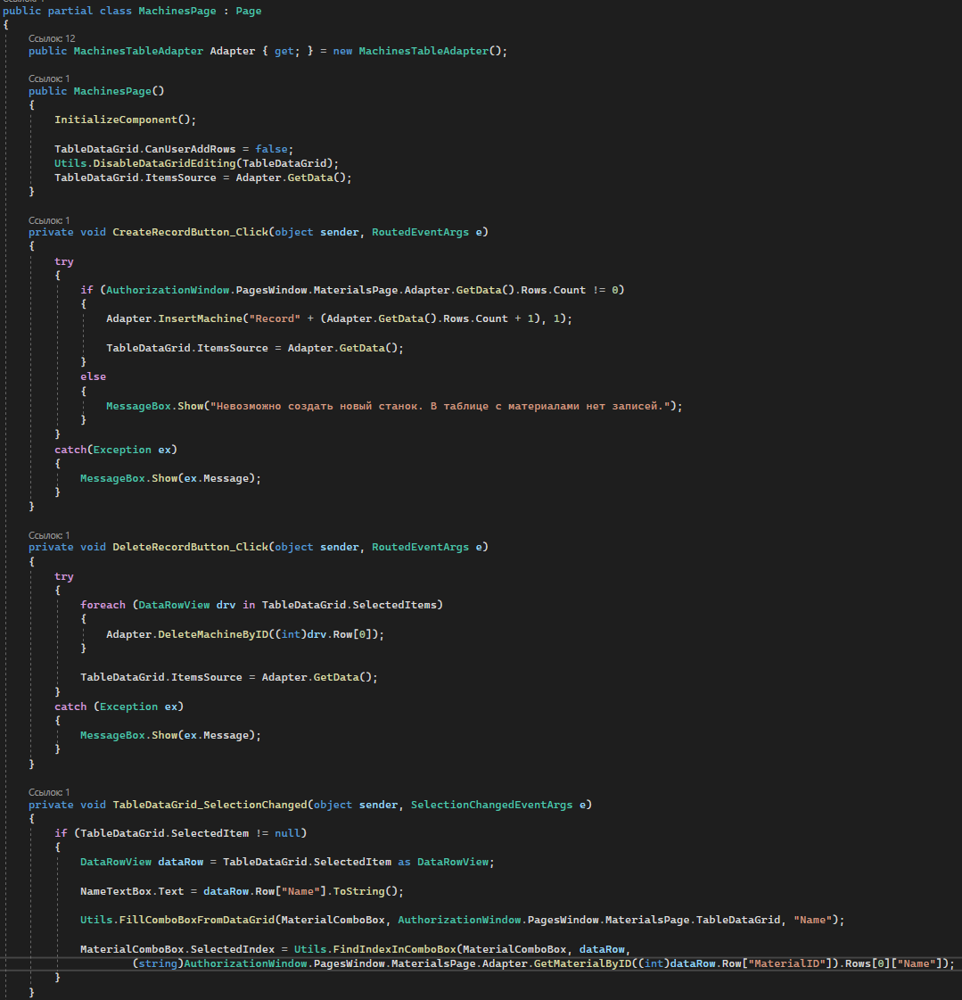 public partial class MachinesPage : Page
{
Ссылок: 12
public MachinesTableAdapter Adapter { get; } = new MachinesTableAdapter();
Ссылок: 1
public MachinesPage()
{
InitializeComponent();
TableDataGrid.CanUserAddRows = false;
Utils.DisableDataGridEditing(TableDataGrid);
TableDataGrid.ItemsSource = Adapter.GetData();
}
Ссылок: 1
private void CreateRecordButton_Click(object sender, RoutedEventArgs e)
{
try
{
if (AuthorizationWindow.PagesWindow.MaterialsPage.Adapter.GetData().Rows.Count != 0)
{
Adapter.InsertMachine("Record" + (Adapter.GetData().Rows.Count + 1), 1);
TableDataGrid.ItemsSource = Adapter.GetData();
}
else
{
MessageBox.Show("Невозможно создать новый станок. В таблице с материалами нет записей.");
}
}
catch(Exception ex)
{
MessageBox.Show(ex.Message);
}
}
Ссылок: 1
private void DeleteRecordButton_Click(object sender, RoutedEventArgs e)
{
try
{
foreach (DataRowView drv in TableDataGrid.SelectedItems)
{
Adapter.DeleteMachineByID((int)drv.Row[0]);
}
TableDataGrid.ItemsSource = Adapter.GetData();
}
catch (Exception ex)
{
MessageBox.Show(ex.Message);
}
}
Ссылок: 1
private void TableDataGrid_SelectionChanged(object sender, SelectionChangedEventArgs e)
{
if (TableDataGrid.SelectedItem != null)
{
DataRowView dataRow = TableDataGrid.SelectedItem as DataRowView;
NameTextBox.Text = dataRow.Row["Name"].ToString();
Utils.FillComboBoxFromDataGrid(MaterialComboBox, AuthorizationWindow.PagesWindow.MaterialsPage.TableDataGrid, "Name");
MaterialComboBox.SelectedIndex = Utils.FindIndexInComboBox(MaterialComboBox, dataRow,
(string)AuthorizationWindow.PagesWindow.MaterialsPage.Adapter.GetMaterialByID((int)dataRow.Row["MaterialID"]).Rows[0]["Name"]);
}
}